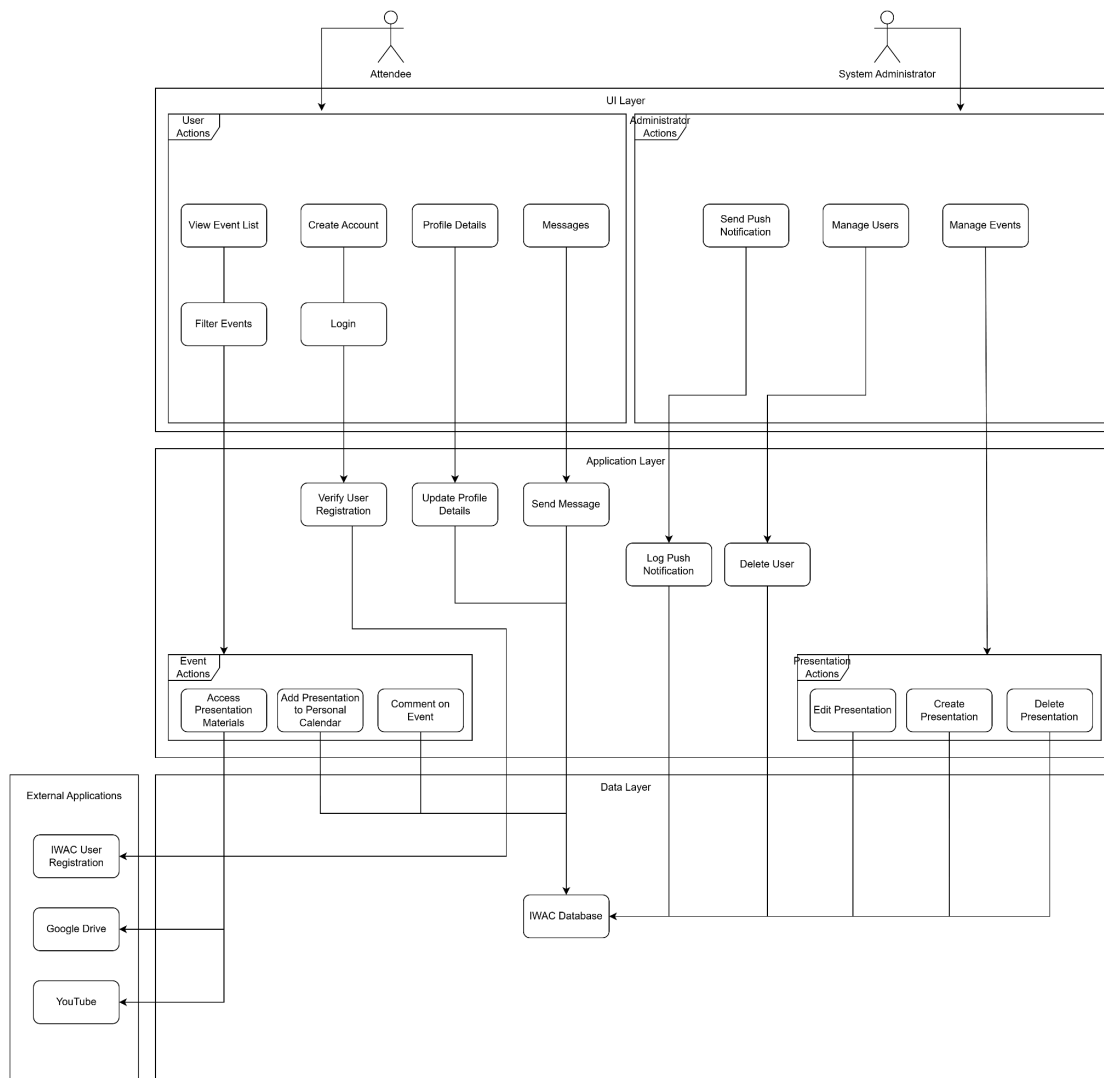 Attendee
System Administrator
UI Layer
User
Actions
Administrator
Actions
View Event List
Create Account
Profile Details
Messages
Send Push
Notification
Manage Users
Manage Events
Filter Events
Login
Application Layer
Verify User
Registration
Update Profile
Details
Send Message
Log Push
Notification
Delete User
Event
Actions
Access
Presentation
Materials
Add Presentation
to Personal
Calendar
Comment on
Event
Presentation
Actions
Edit Presentation
Create
Presentation
Delete
Presentation
External Applications
Data Layer
IWAC User
Registration
Google Drive
YouTube
IWAC Database